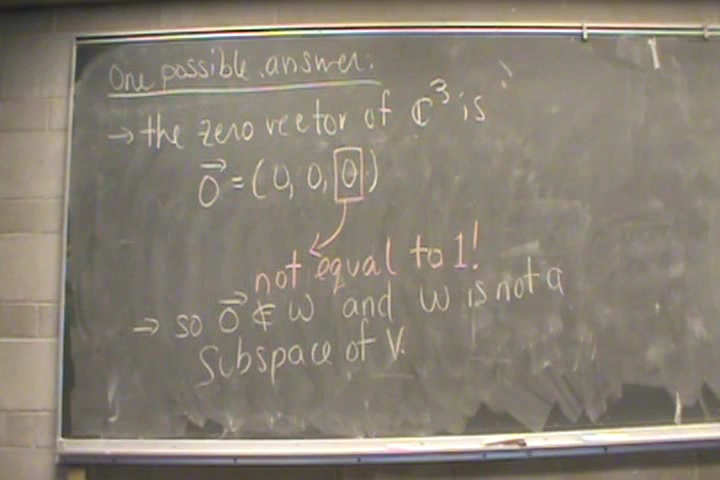 One possible answer:
→ the zero vector of ℂ³ is
0⃗ = (0, 0, 0)
not equal to 1!
→ so 0⃗ ∉ W and W is not a
subspace of V.